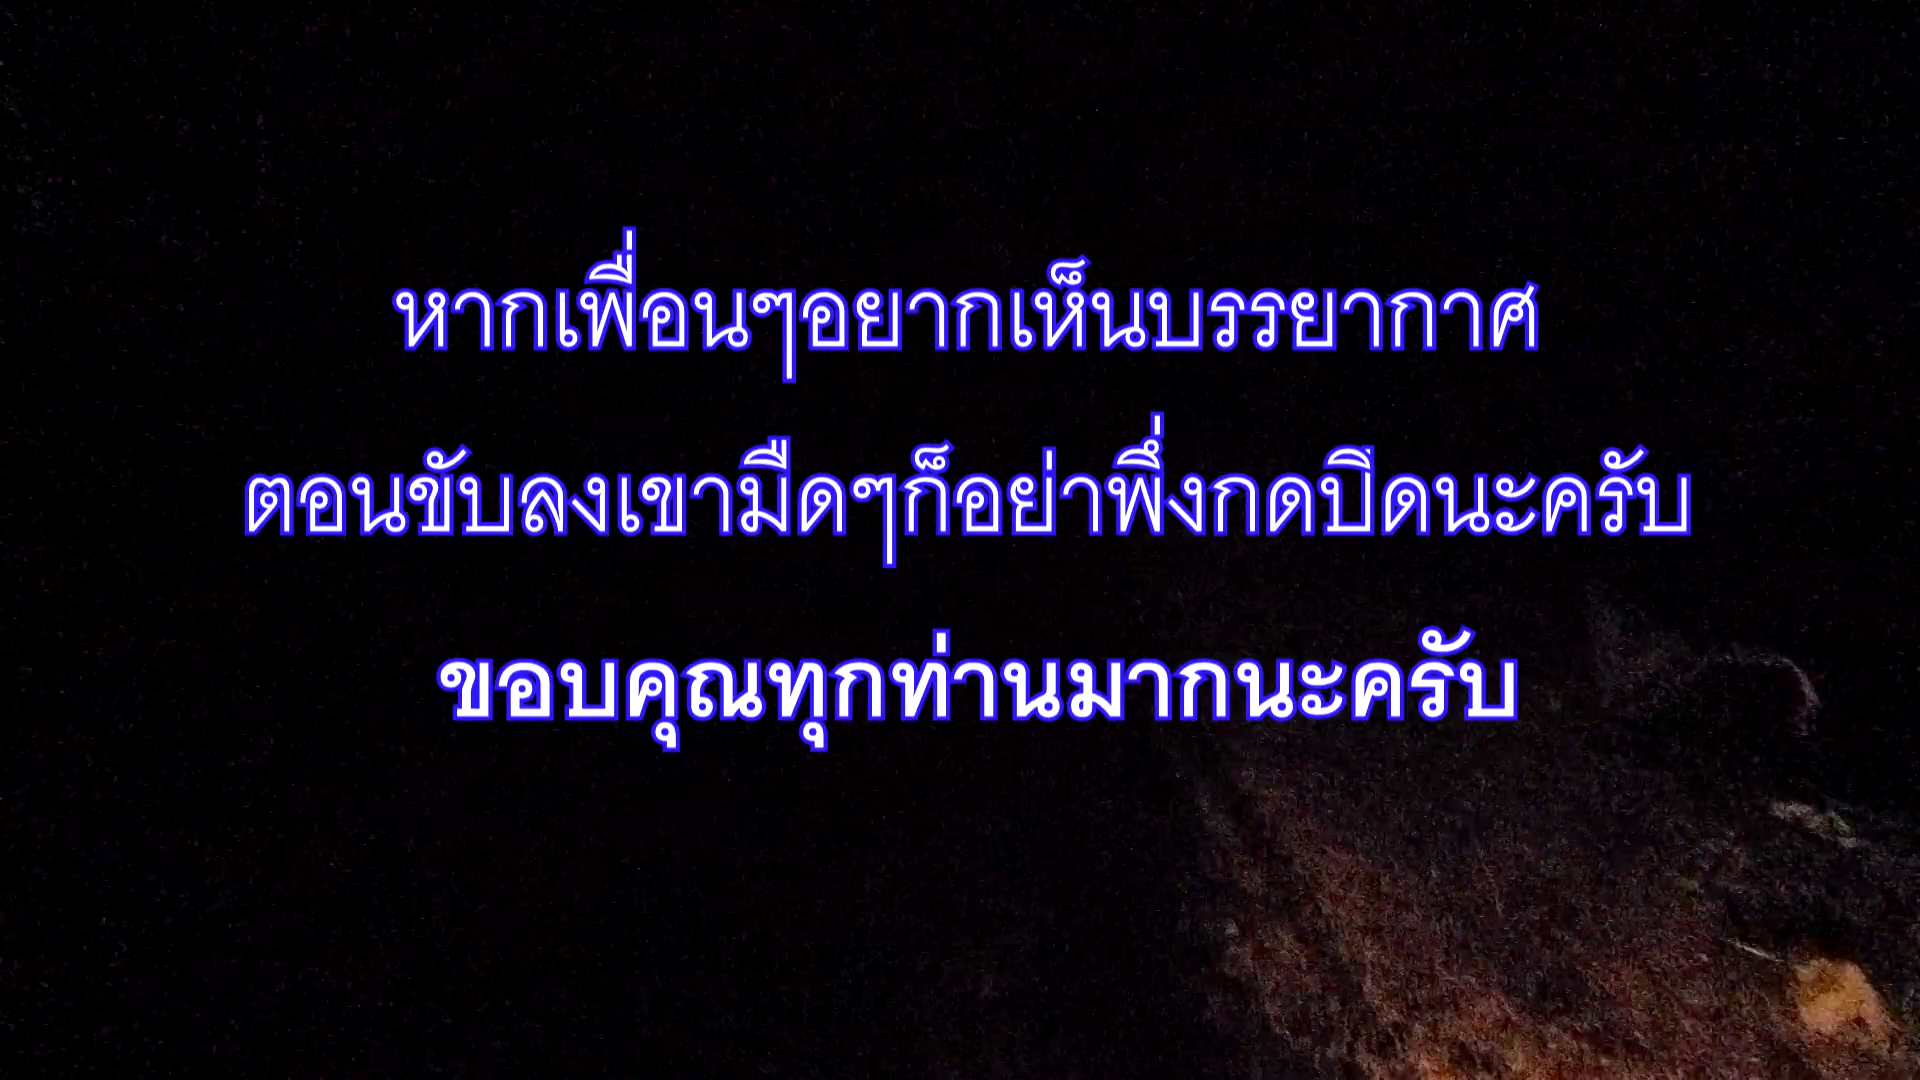 หากเพื่อนๆอยากเห็นบรรยากาศ
ตอนขับลงเขามืดๆก็อย่าพึ่งกดปิดนะครับ
ขอบคุณทุกท่านมากนะครับ